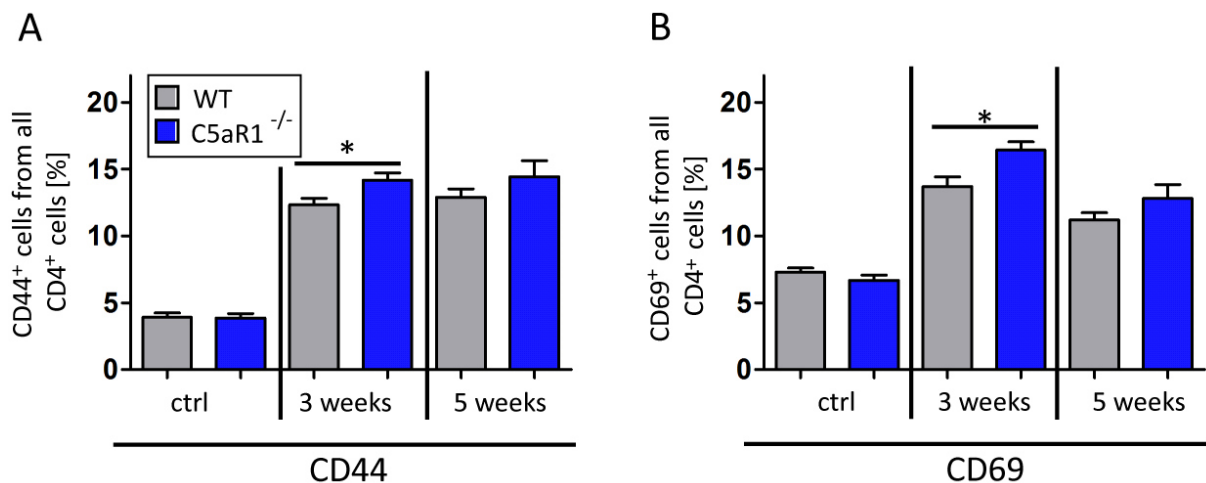 A
CD44⁺ cells from all
CD4⁺ cells [%]
20
15
10
5
0
WT
C5aR1 -/-
*
ctrl
3 weeks
5 weeks
CD44
B
CD69⁺ cells from all
CD4⁺ cells [%]
20
15
10
5
0
*
ctrl
3 weeks
5 weeks
CD69